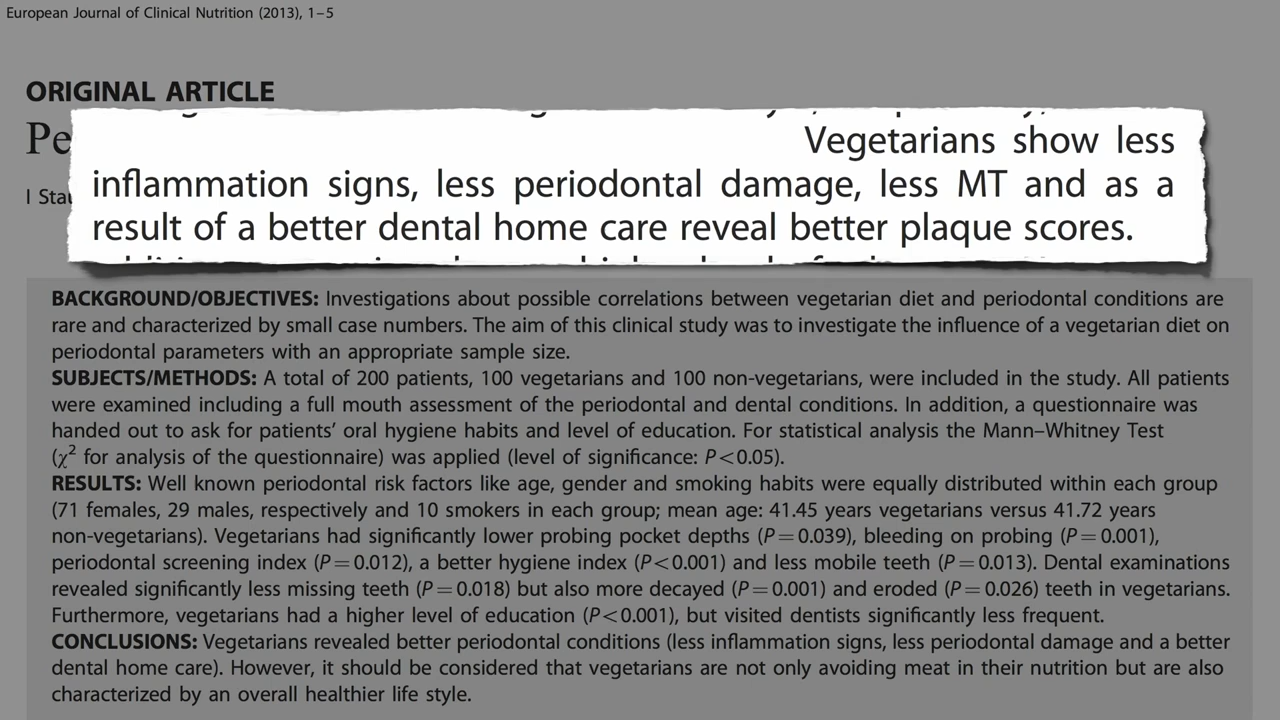 European Journal of Clinical Nutrition (2013), 1–5
ORIGINAL ARTICLE
Vegetarians show less
inflammation signs, less periodontal damage, less MT and as a
result of a better dental home care reveal better plaque scores.
BACKGROUND/OBJECTIVES: Investigations about possible correlations between vegetarian diet and periodontal conditions are
rare and characterized by small case numbers. The aim of this clinical study was to investigate the influence of a vegetarian diet on
periodontal parameters with an appropriate sample size.
SUBJECTS/METHODS: A total of 200 patients, 100 vegetarians and 100 non-vegetarians, were included in the study. All patients
were examined including a full mouth assessment of the periodontal and dental conditions. In addition, a questionnaire was
handed out to ask for patients’ oral hygiene habits and level of education. For statistical analysis the Mann–Whitney Test
(χ² for analysis of the questionnaire) was applied (level of significance: P<0.05).
RESULTS: Well known periodontal risk factors like age, gender and smoking habits were equally distributed within each group
(71 females, 29 males, respectively and 10 smokers in each group; mean age: 41.45 years vegetarians versus 41.72 years
non-vegetarians). Vegetarians had significantly lower probing pocket depths (P=0.039), bleeding on probing (P=0.001),
periodontal screening index (P=0.012), a better hygiene index (P<0.001) and less mobile teeth (P=0.013). Dental examinations
revealed significantly less missing teeth (P=0.018) but also more decayed (P=0.001) and eroded (P=0.026) teeth in vegetarians.
Furthermore, vegetarians had a higher level of education (P<0.001), but visited dentists significantly less frequent.
CONCLUSIONS: Vegetarians revealed better periodontal conditions (less inflammation signs, less periodontal damage and a better
dental home care). However, it should be considered that vegetarians are not only avoiding meat in their nutrition but are also
characterized by an overall healthier life style.